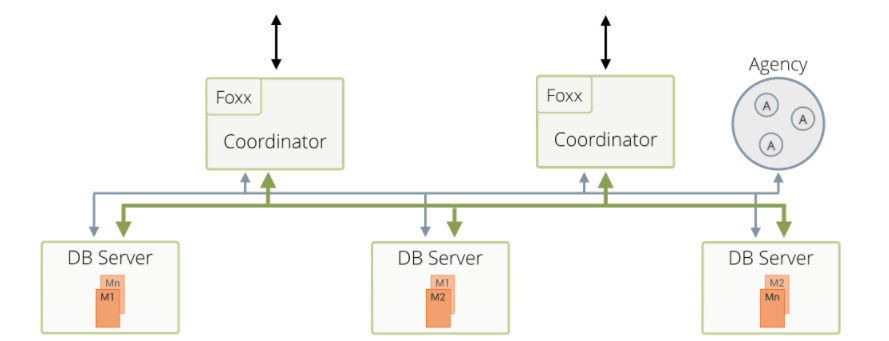 Agency
Foxx
Coordinator
Foxx
Coordinator
A
A
A
DB Server
Mn
M1
DB Server
M1
M2
DB Server
M2
Mn